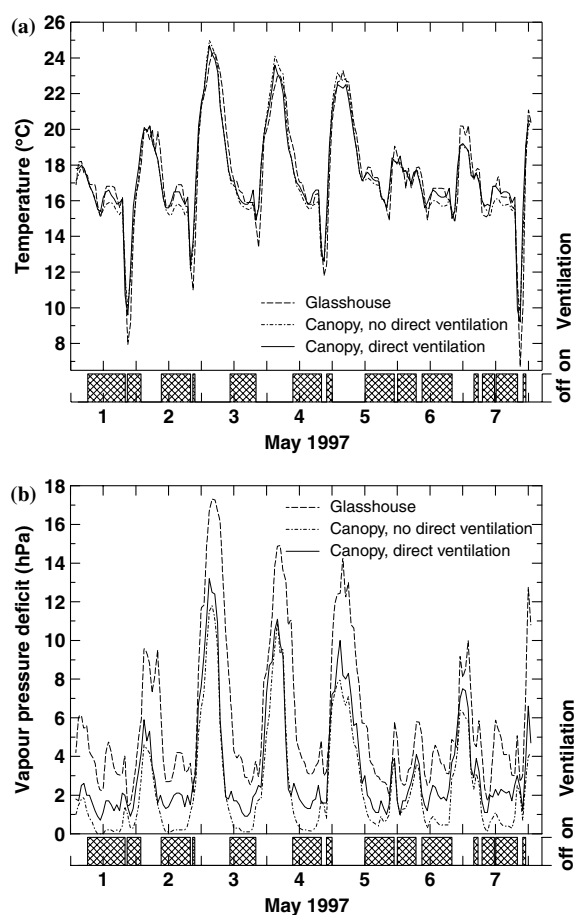 (a)
26
24
22
20
18
16
14
12
10
8
Temperature (°C)
Glasshouse
Canopy, no direct ventilation
Canopy, direct ventilation
off on Ventilation
1 2 3 4 5 6 7
May 1997
(b)
18
16
14
12
10
8
6
4
2
0
Vapour pressure deficit (hPa)
Glasshouse
Canopy, no direct ventilation
Canopy, direct ventilation
off on Ventilation
1 2 3 4 5 6 7
May 1997